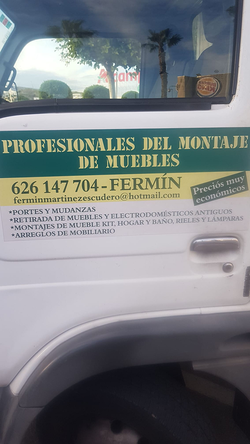 PROFESIONALES DEL MONTAJE
DE MUEBLES
626 147 704 - FERMÍN
ferminmartinezescudero@hotmail.com
Precios muy
económicos
*PORTES Y MUDANZAS
*RETIRADA DE MUEBLES Y ELECTRODOMÉSTICOS ANTIGUOS
*MONTAJES DE MUEBLE KIT, HOGAR Y BAÑO, RIELES Y LÁMPARAS
*ARREGLOS DE MOBILIARIO